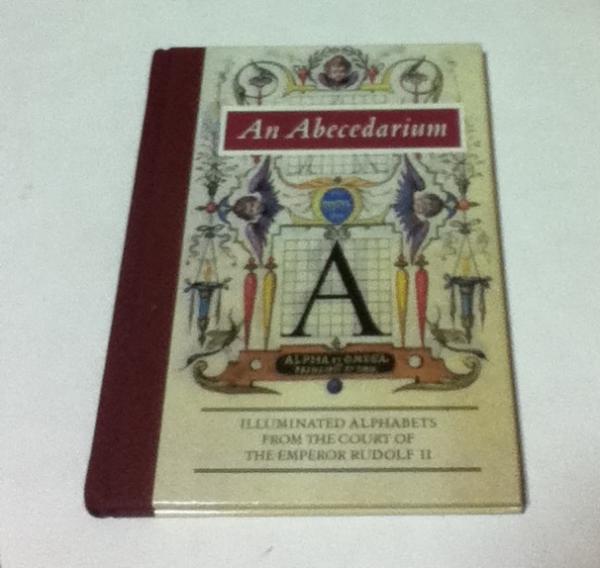 An Abecedarium
A
ALPHA ET OMEGA.
ILLUMINATED ALPHABETS
FROM THE COURT OF
THE EMPEROR RUDOLF II